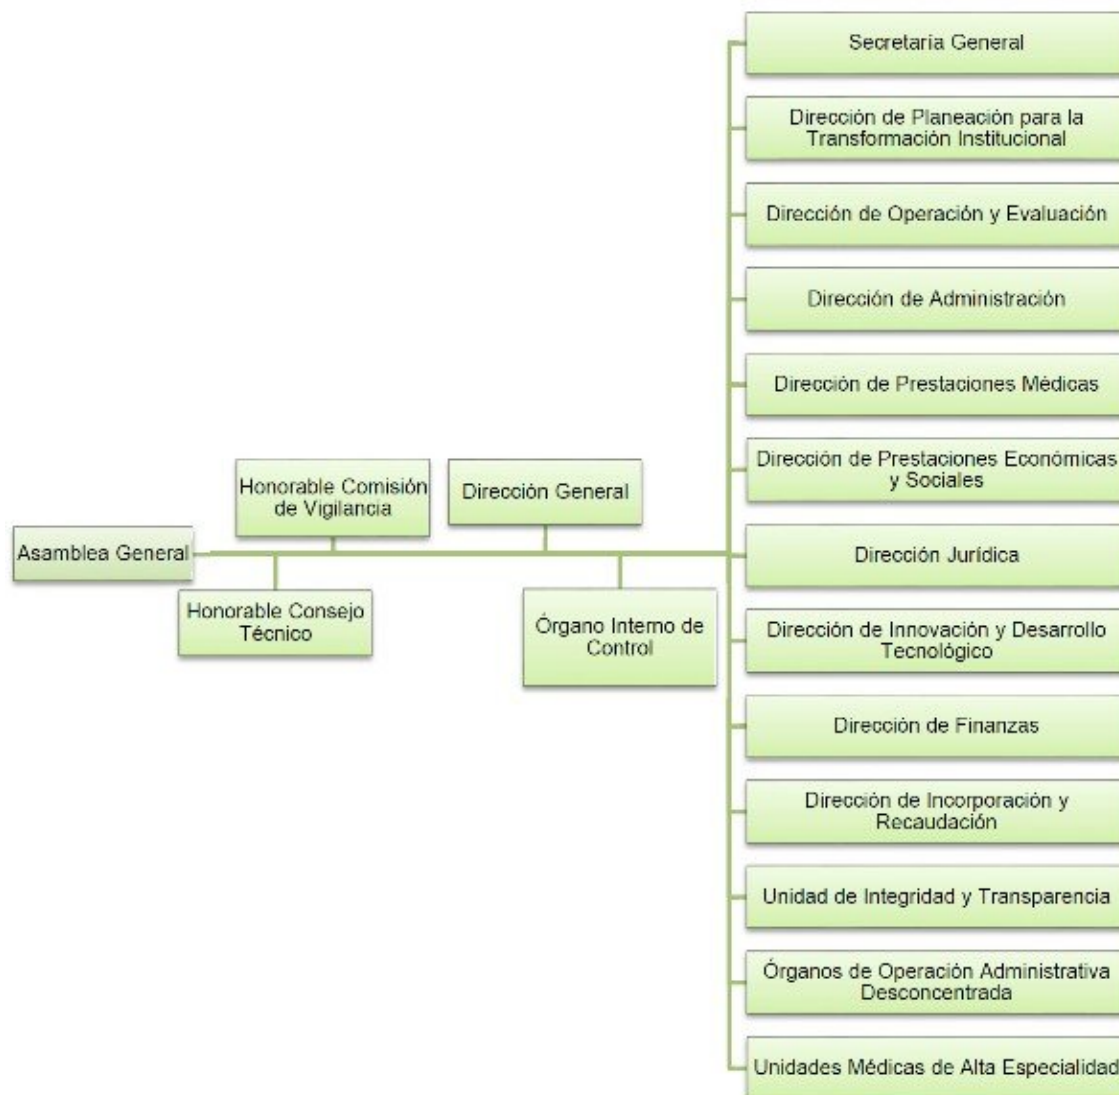 Secretaría General
Dirección de Planeación para la
Transformación Institucional
Dirección de Operación y Evaluación
Dirección de Administración
Dirección de Prestaciones Médicas
Dirección de Prestaciones Económicas
y Sociales
Honorable Comisión
de Vigilancia
Dirección General
Asamblea General
Honorable Consejo
Técnico
Órgano Interno de
Control
Dirección Jurídica
Dirección de Innovación y Desarrollo
Tecnológico
Dirección de Finanzas
Dirección de Incorporación y
Recaudación
Unidad de Integridad y Transparencia
Órganos de Operación Administrativa
Desconcentrada
Unidades Médicas de Alta Especialidad